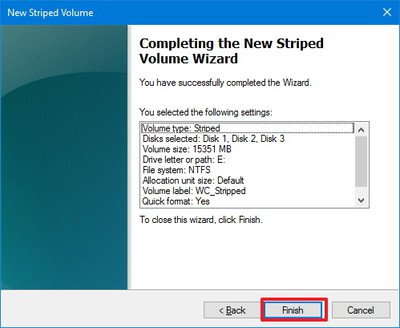 New Striped Volume
Completing the New Striped
Volume Wizard
You have successfully completed the Wizard.
You selected the following settings:
Volume type: Striped
Disks selected: Disk 1, Disk 2, Disk 3
Volume size: 15351 MB
Drive letter or path: E:
File system: NTFS
Allocation unit size: Default
Volume label: WC_Stripped
Quick format: Yes
To close this wizard, click Finish.
< Back Finish Cancel